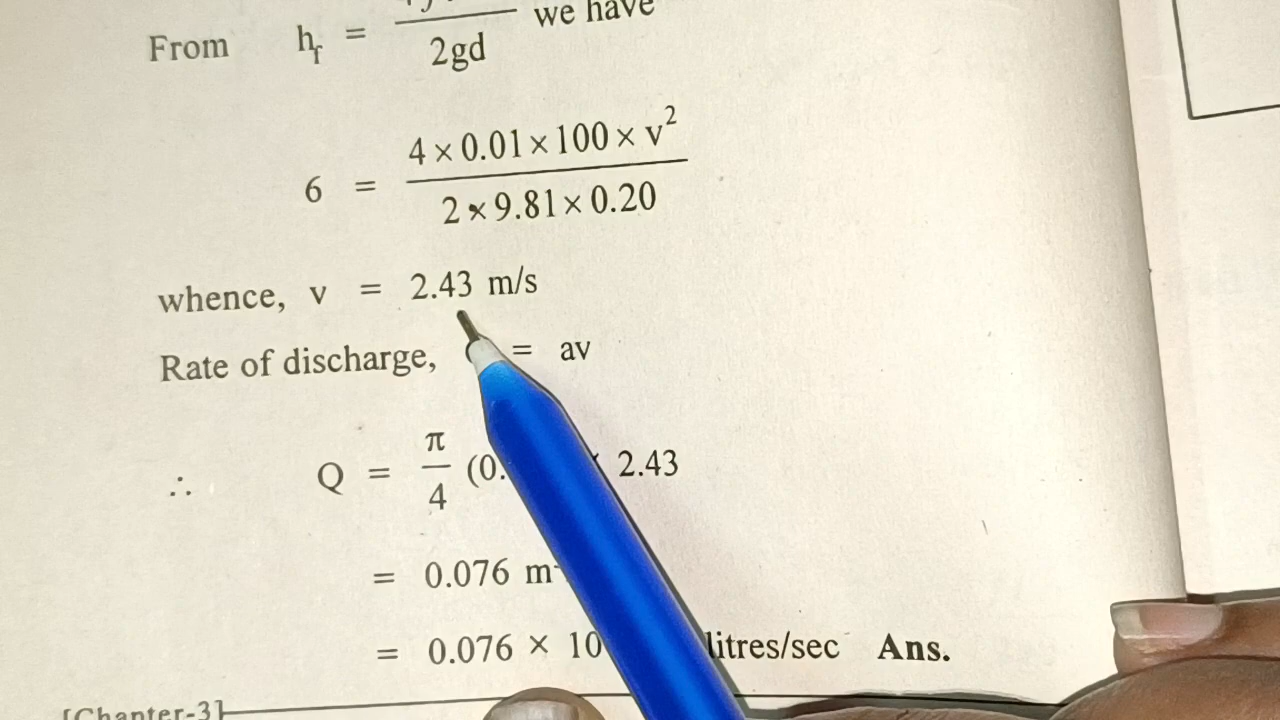 From h_f = / 2gd we have
6 = 4 × 0.01 × 100 × v² / 2 × 9.81 × 0.20
whence, v = 2.43 m/s
Rate of discharge, = av
∴ Q = π/4 (0. × 2.43
= 0.076 m
= 0.076 × 10 litres/sec Ans.
[Chapter-3]